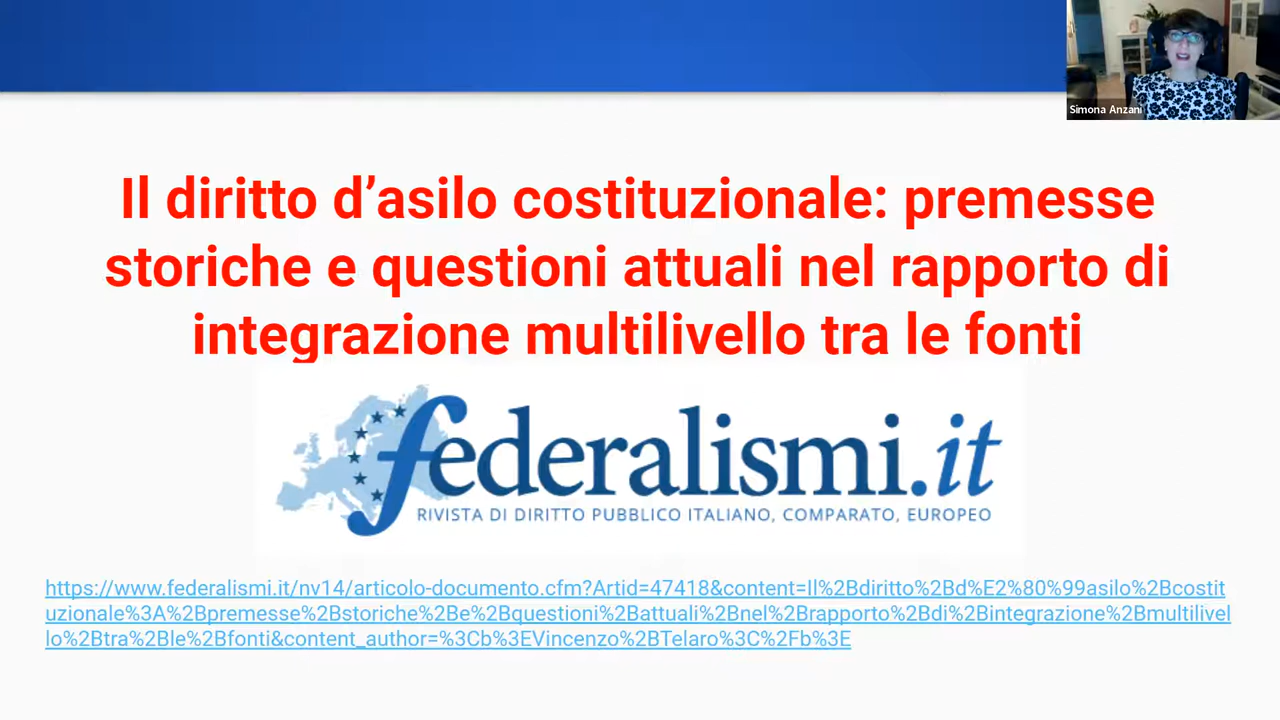 Simona Anzani
Il diritto d’asilo costituzionale: premesse
storiche e questioni attuali nel rapporto di
integrazione multilivello tra le fonti
federalismi.it
RIVISTA DI DIRITTO PUBBLICO ITALIANO, COMPARATO, EUROPEO
https://www.federalismi.it/nv14/articolo-documento.cfm?Artid=47418&content=Il%2Bdiritto%2Bd%E2%80%99asilo%2Bcostit
uzionale%3A%2Bpremesse%2Bstoriche%2Be%2Bquestioni%2Battuali%2Bnel%2Brapporto%2Bdi%2Bintegrazione%2Bmultilivel
lo%2Btra%2Ble%2Bfonti&content_author=%3Cb%3EVincenzo%2BTelaro%3C%2Fb%3E